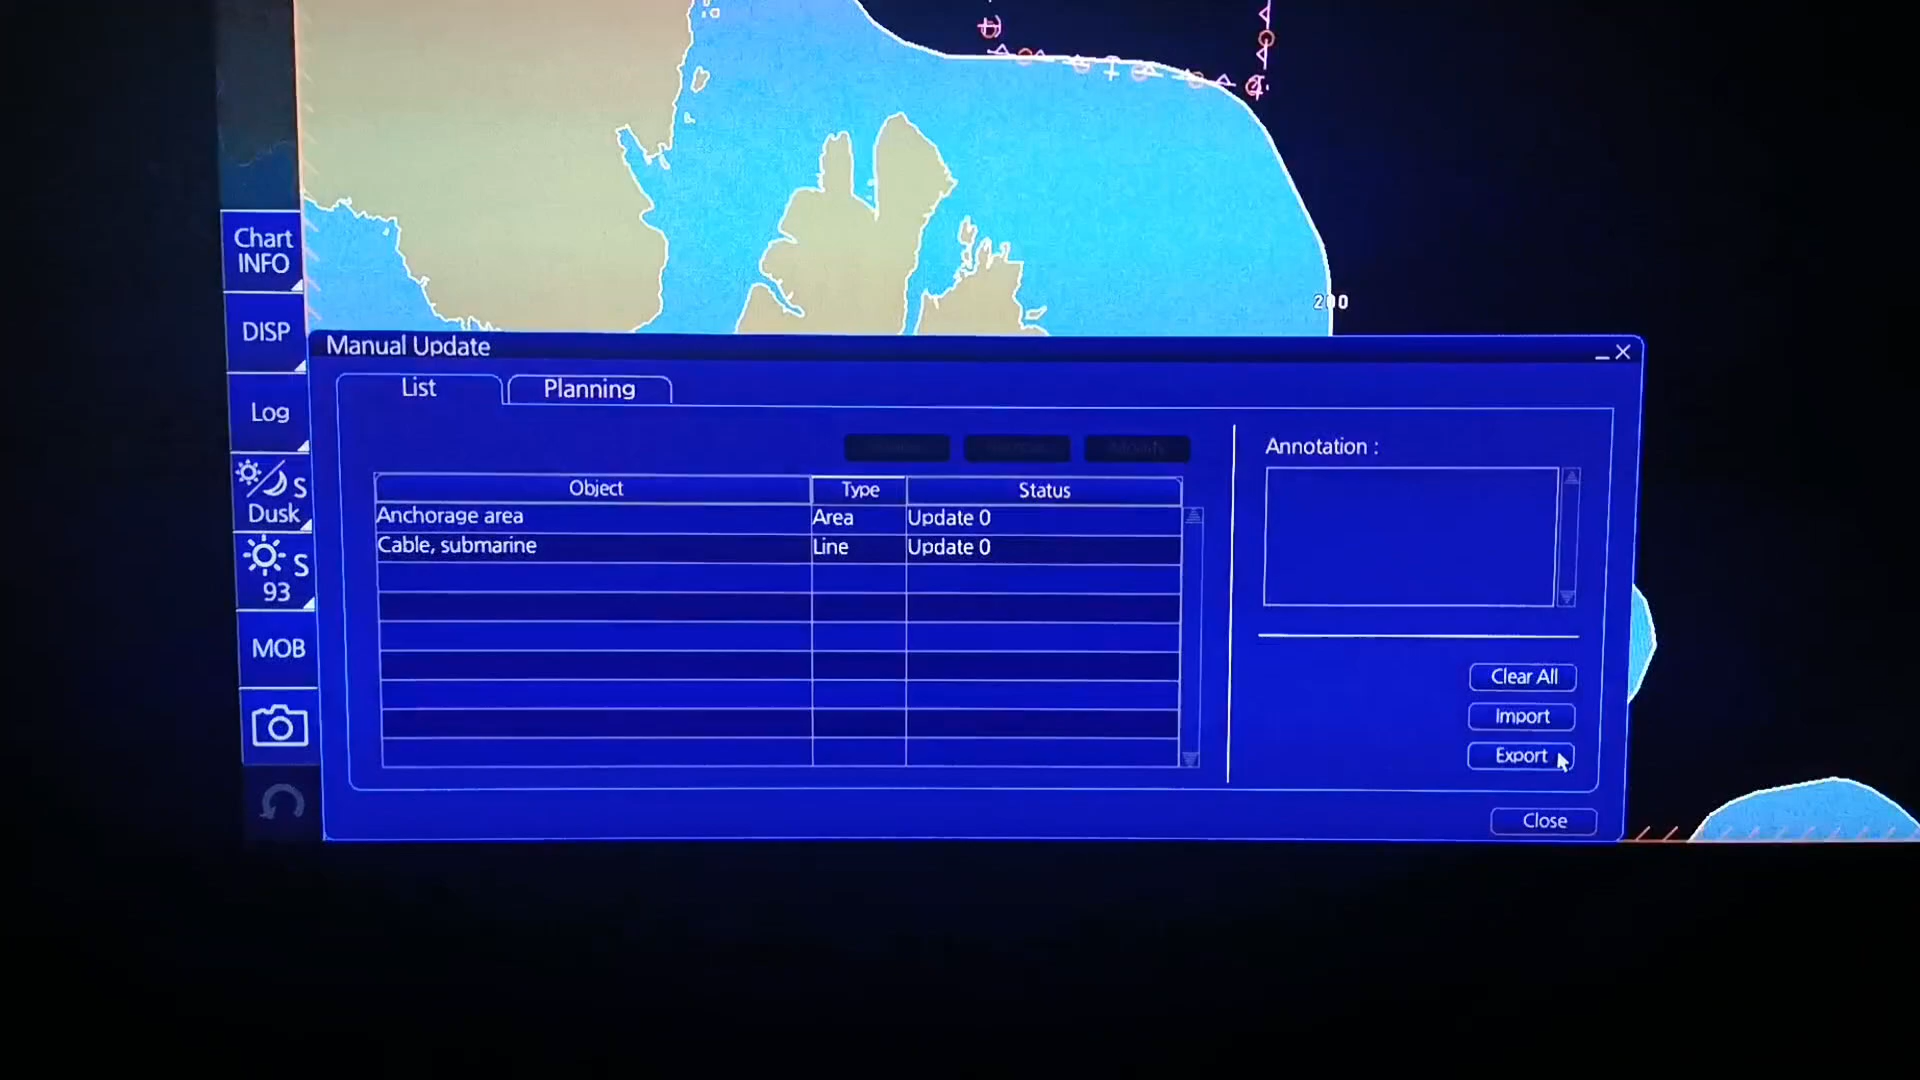 200
Chart
INFO
DISP
Log
S
Dusk
S
93
MOB
Manual Update
List
Planning
Object
Type
Status
Anchorage area
Area
Update 0
Cable, submarine
Line
Update 0
Annotation :
Clear All
Import
Export
Close